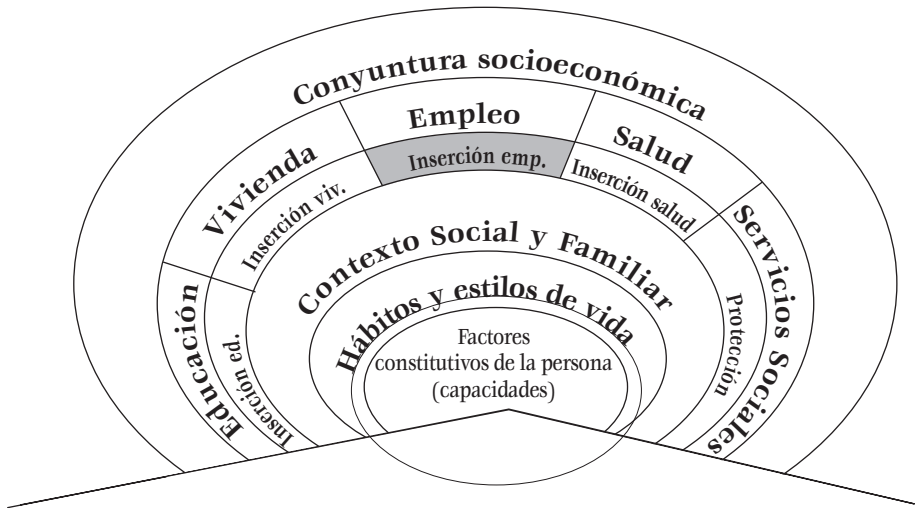 Conyuntura socioeconómica
Educación
Vivienda
Empleo
Salud
Servicios Sociales
Inserción ed.
Inserción viv.
Inserción emp.
Inserción salud
Protección
Contexto Social y Familiar
Hábitos y estilos de vida
Factores
constitutivos de la persona
(capacidades)